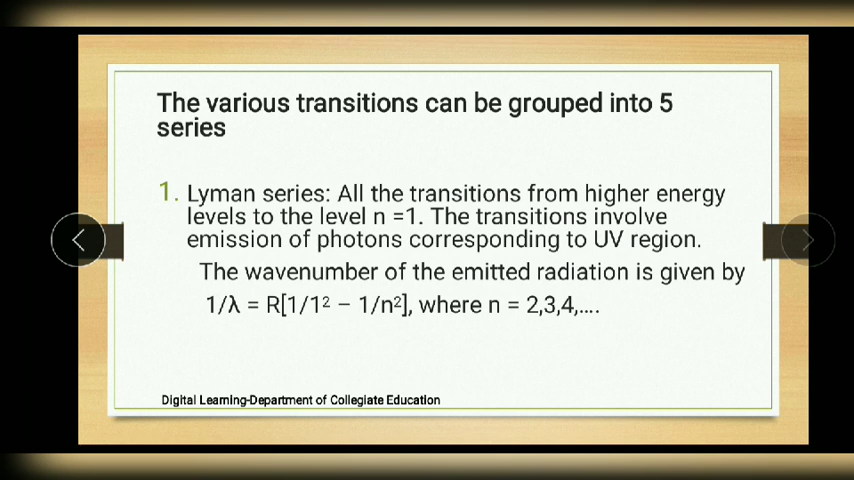 The various transitions can be grouped into 5
series
1. Lyman series: All the transitions from higher energy
levels to the level n =1. The transitions involve
emission of photons corresponding to UV region.
The wavenumber of the emitted radiation is given by
1/λ = R[1/1² – 1/n²], where n = 2,3,4,....
Digital Learning-Department of Collegiate Education